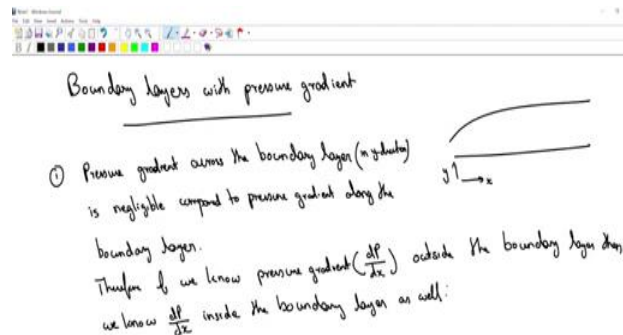 Boundary layers with pressure gradient
① Pressure gradient across the boundary layer (in y-direction)
is negligible compared to pressure gradient along the
boundary layer.
Therefore if we know pressure gradient (dP/dx) outside the boundary layer then
we know dP/dx inside the boundary layer as well.
y
x